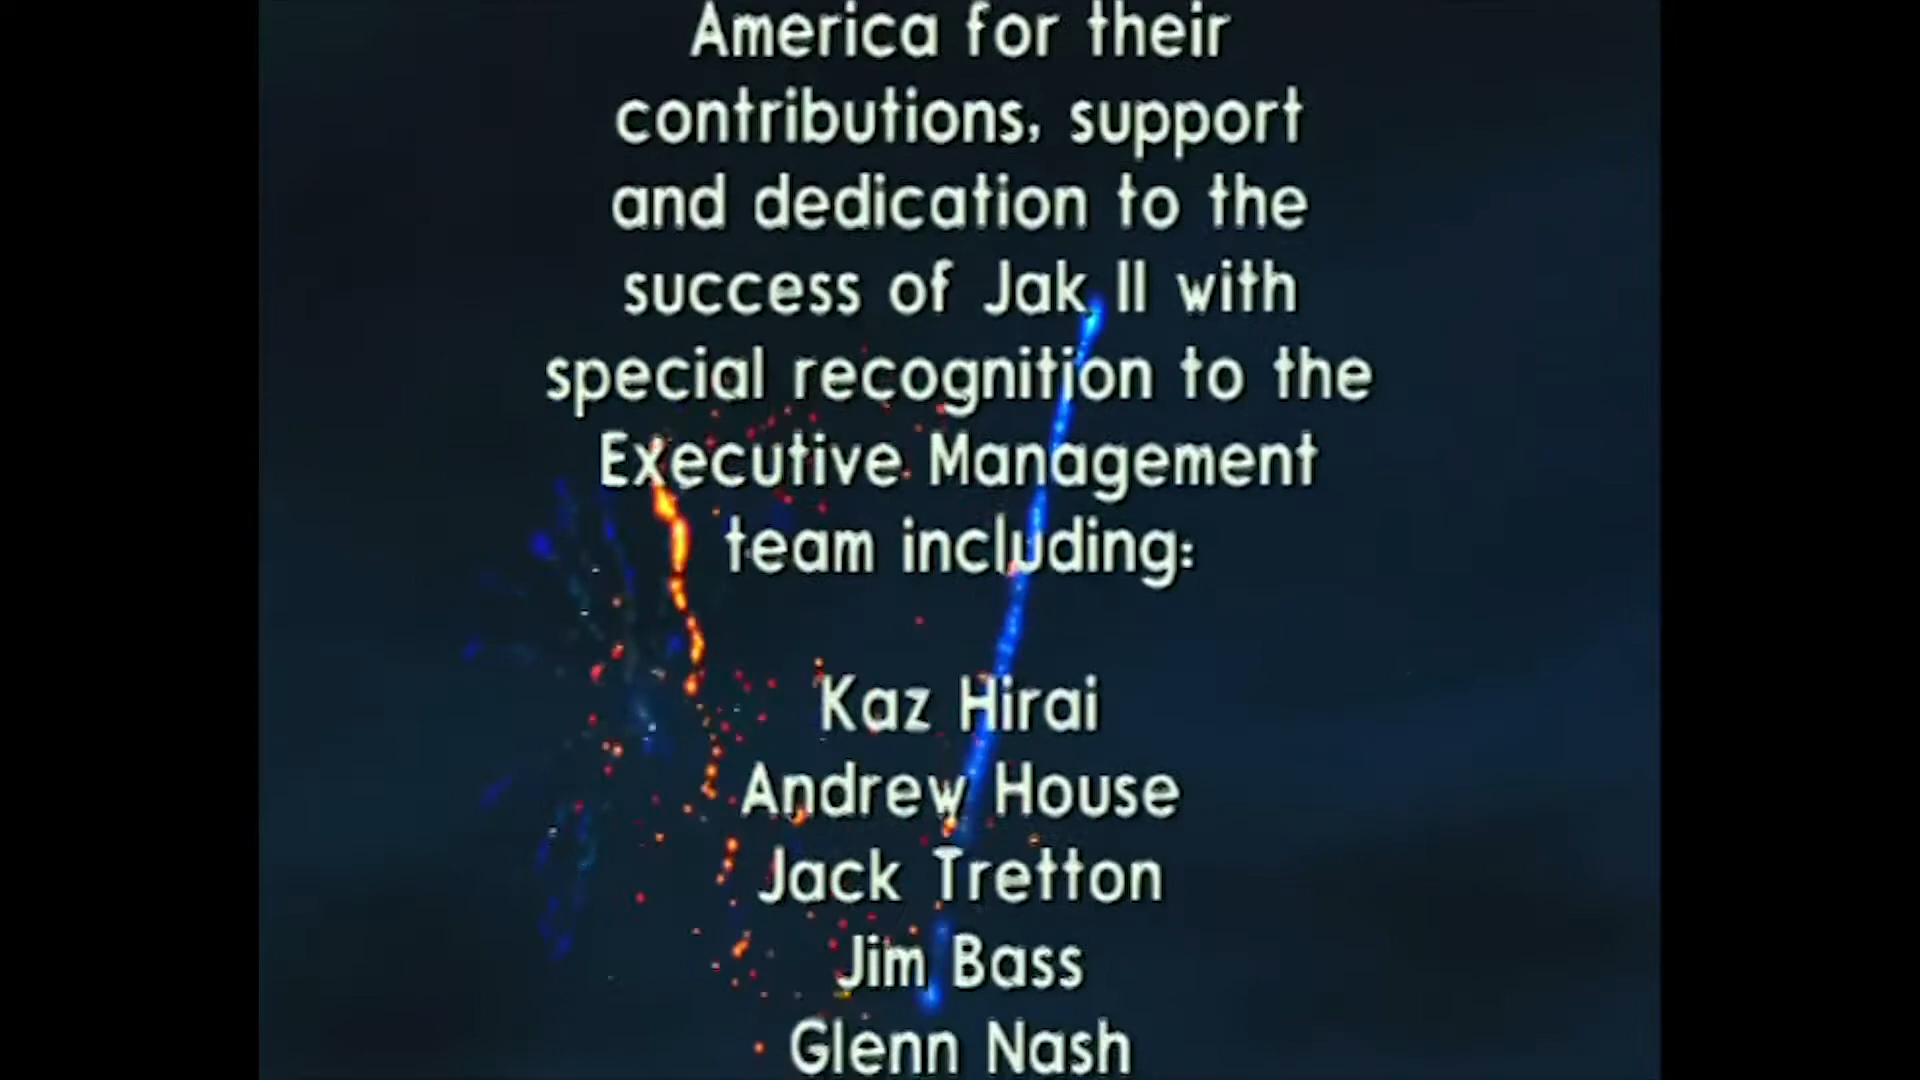 America for their
contributions, support
and dedication to the
success of Jak II with
special recognition to the
Executive Management
team including:
Kaz Hirai
Andrew House
Jack Tretton
Jim Bass
Glenn Nash